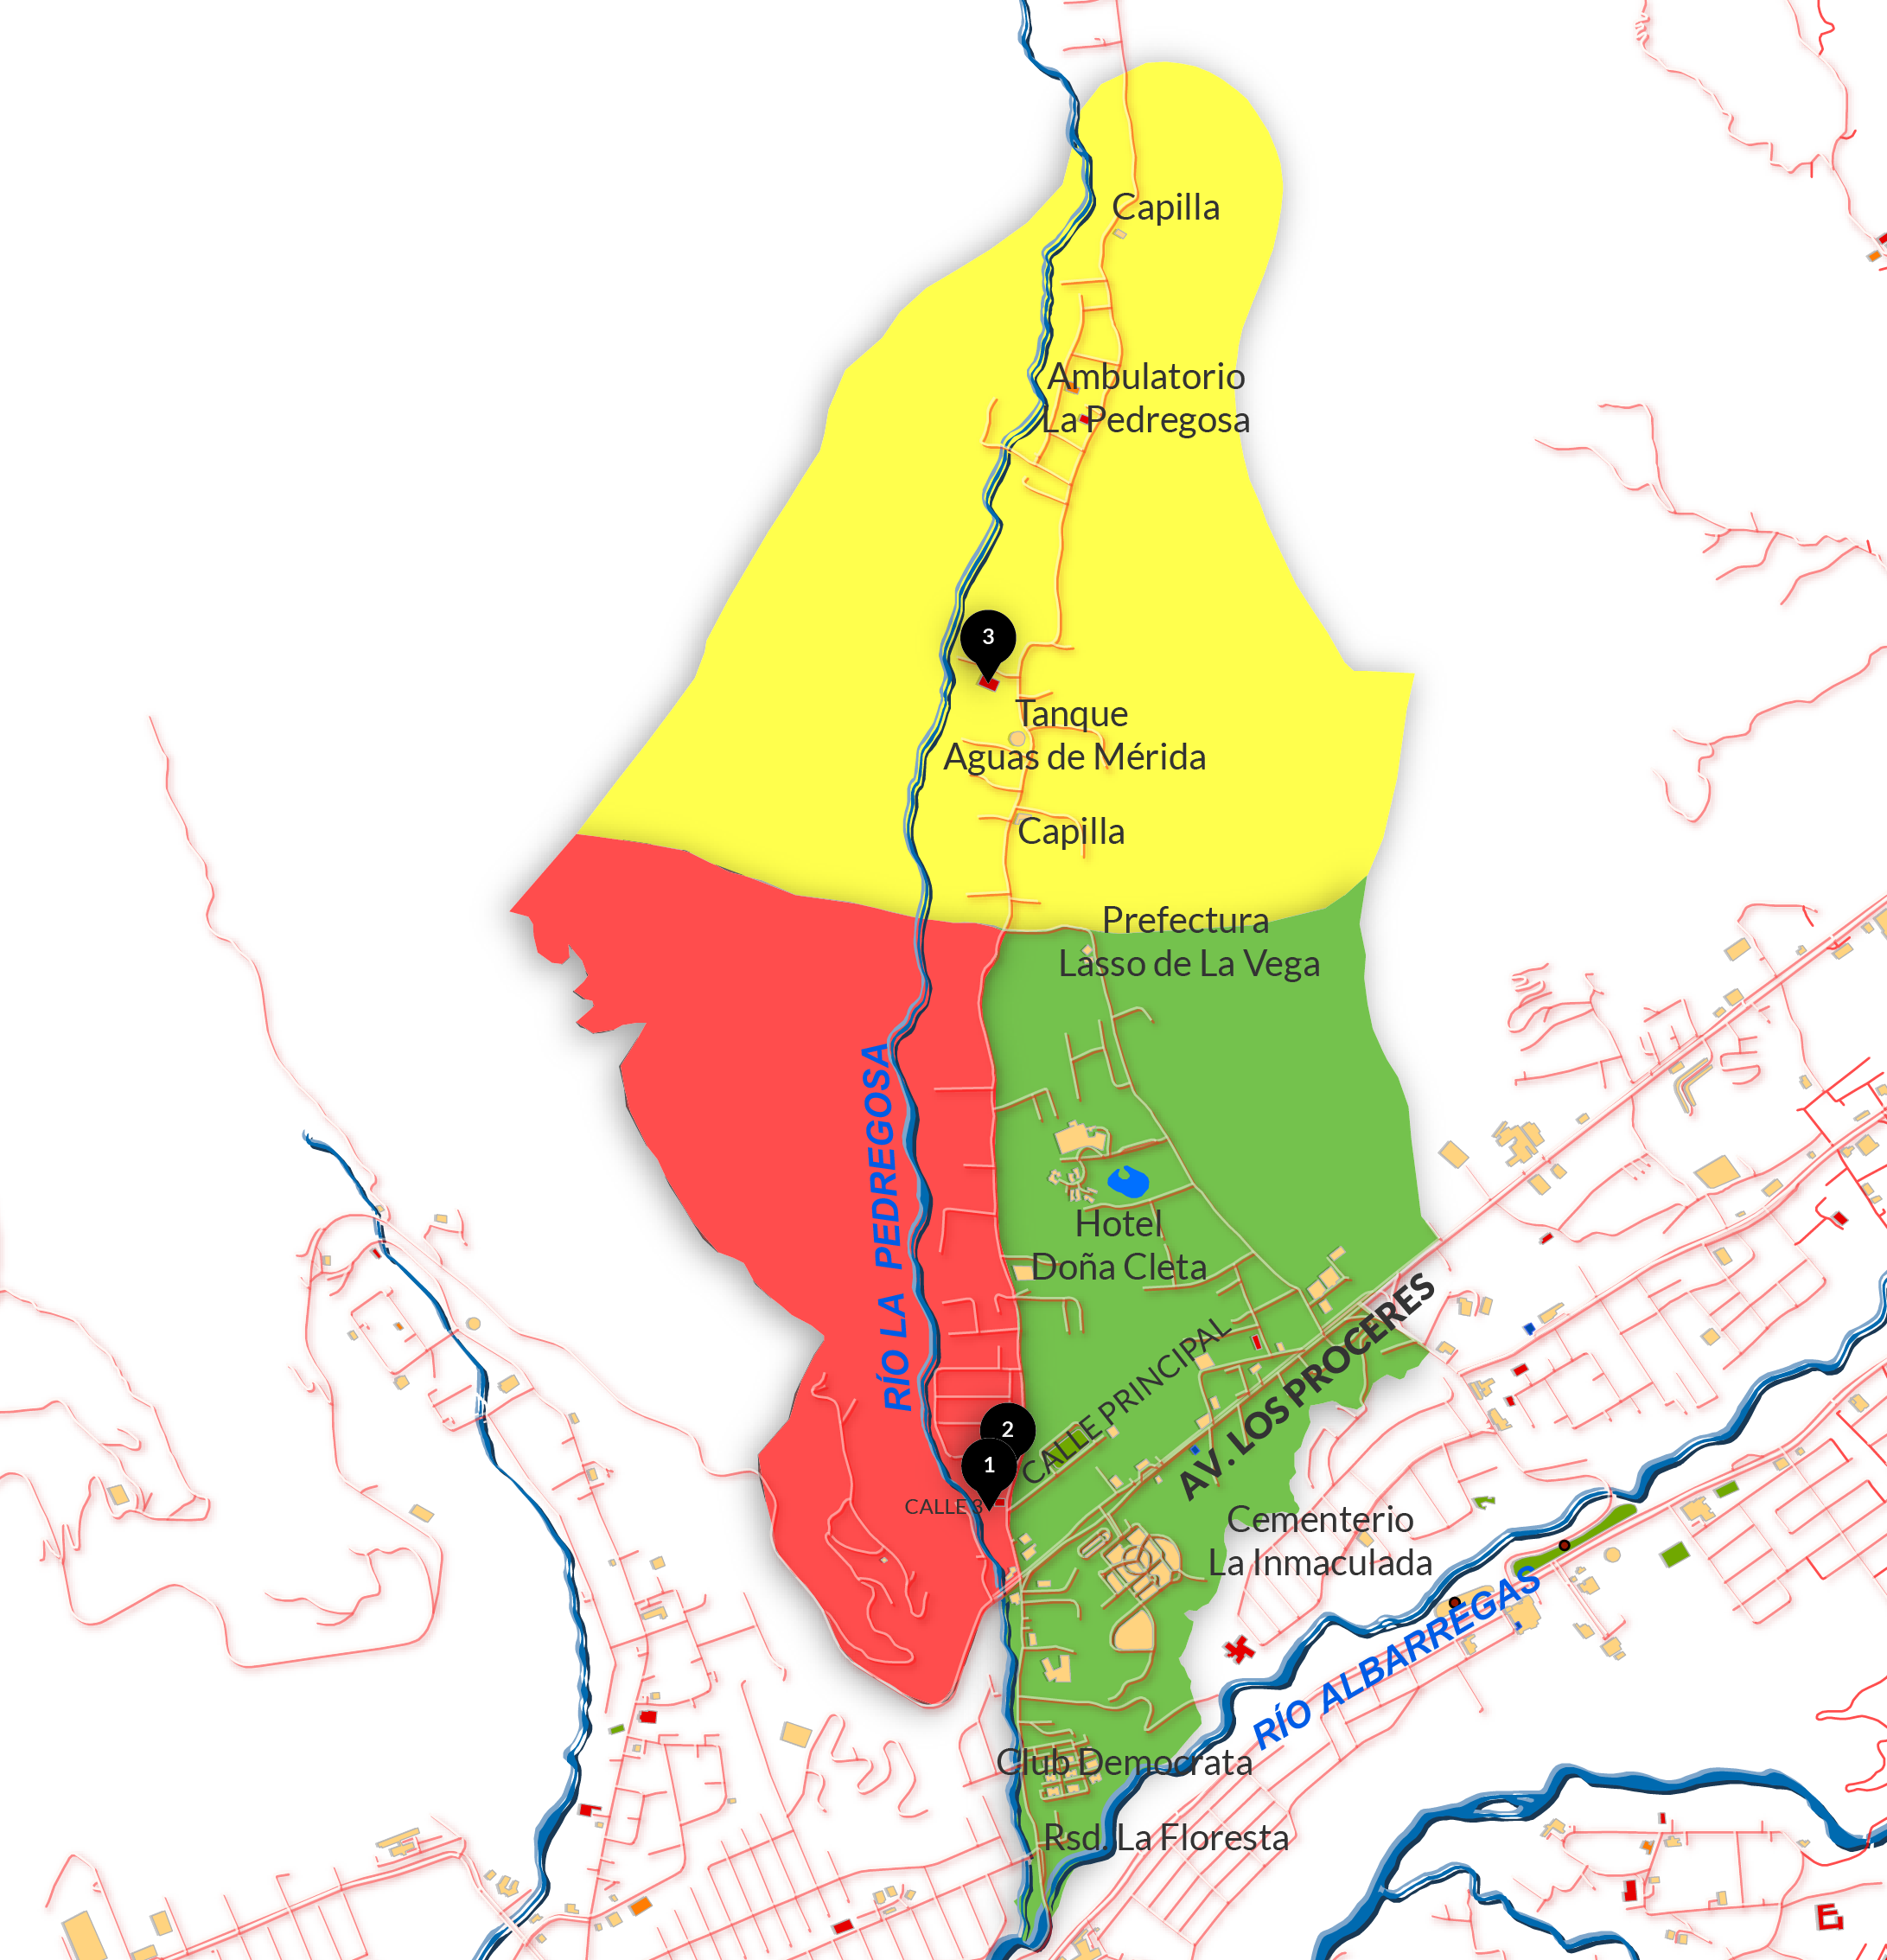 Capilla
Ambulatorio
La Pedregosa
3
Tanque
Aguas de Mérida
Capilla
Prefectura
Lasso de La Vega
RÍO LA PEDREGOSA
Hotel
Doña Cleta
CALLE PRINCIPAL
AV. LOS PROCERES
2
1
CALLE 3
Cementerio
La Inmaculada
RÍO ALBARREGAS
Club Democrata
Rsd. La Floresta